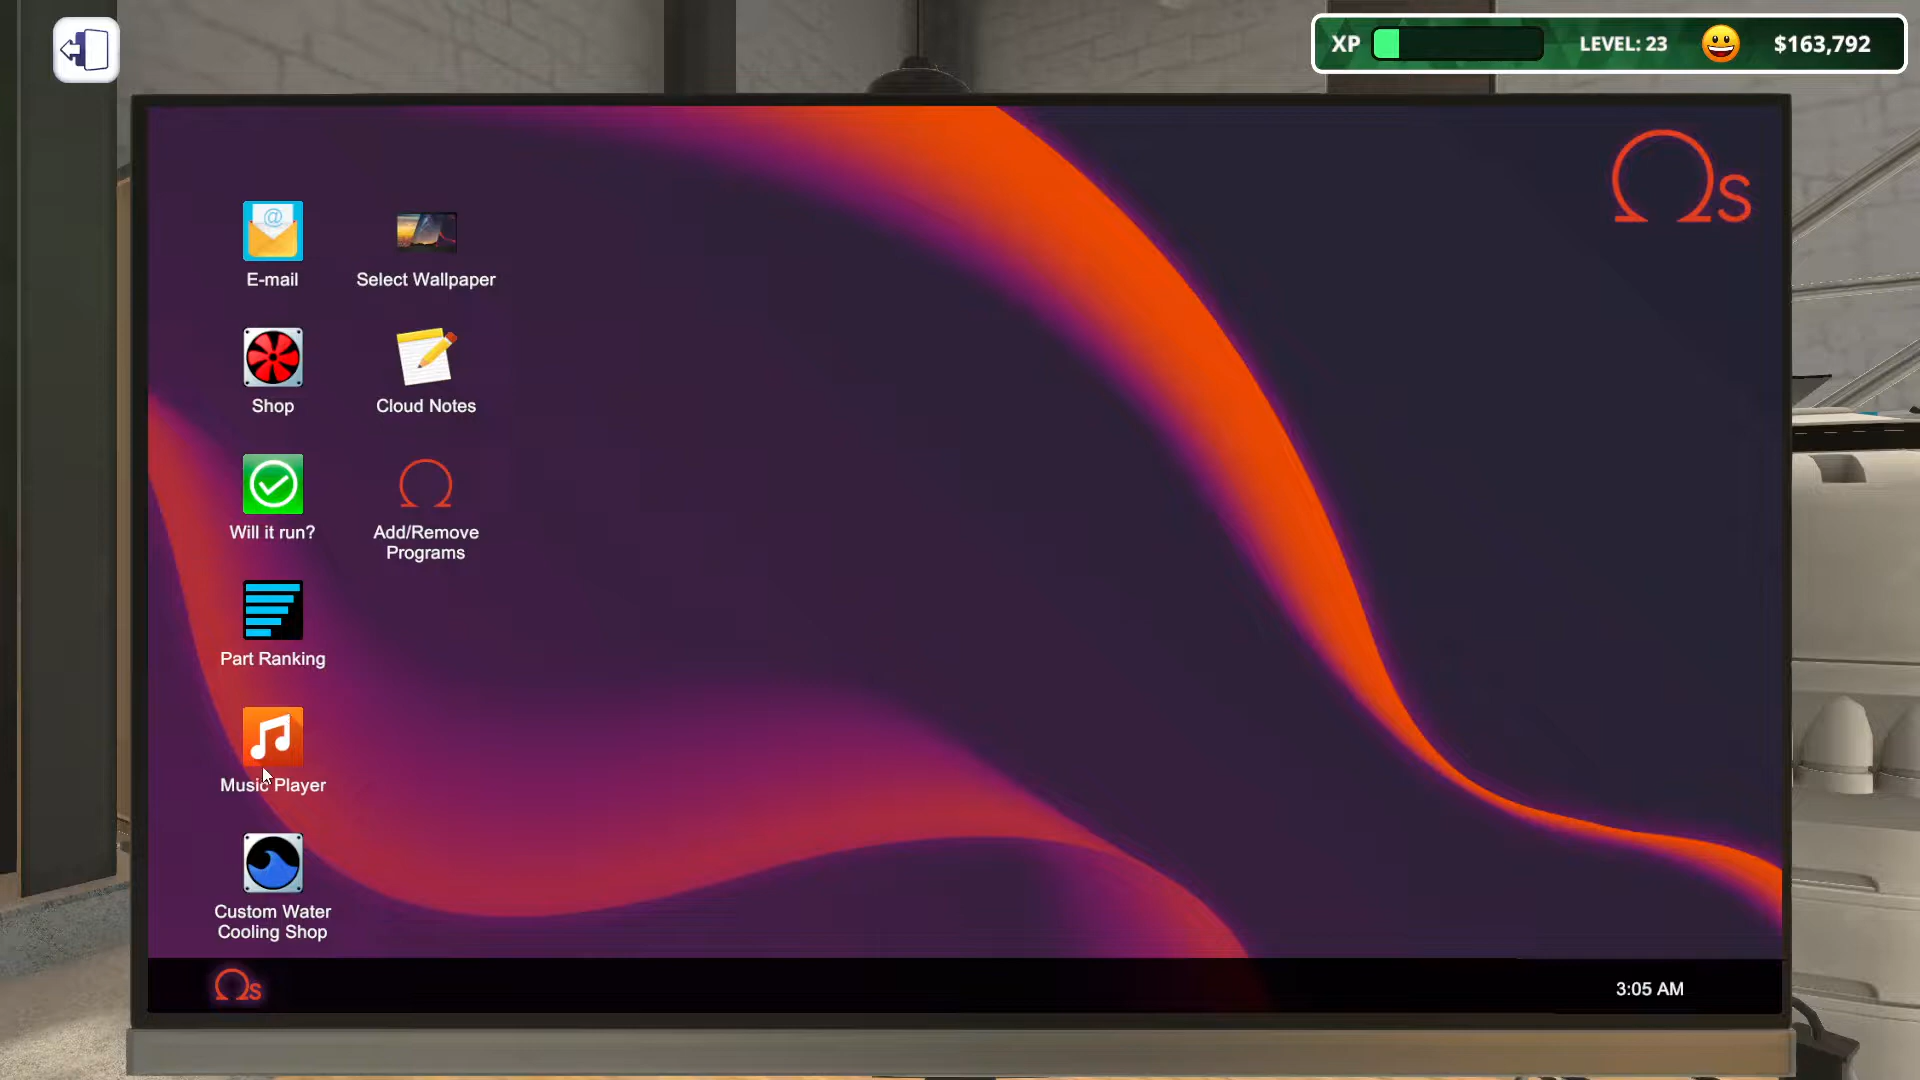 XP
LEVEL: 23
$163,792
Ωs
E-mail
Select Wallpaper
Shop
Cloud Notes
Will it run?
Add/Remove
Programs
Part Ranking
Music Player
Custom Water
Cooling Shop
Ωs
3:05 AM